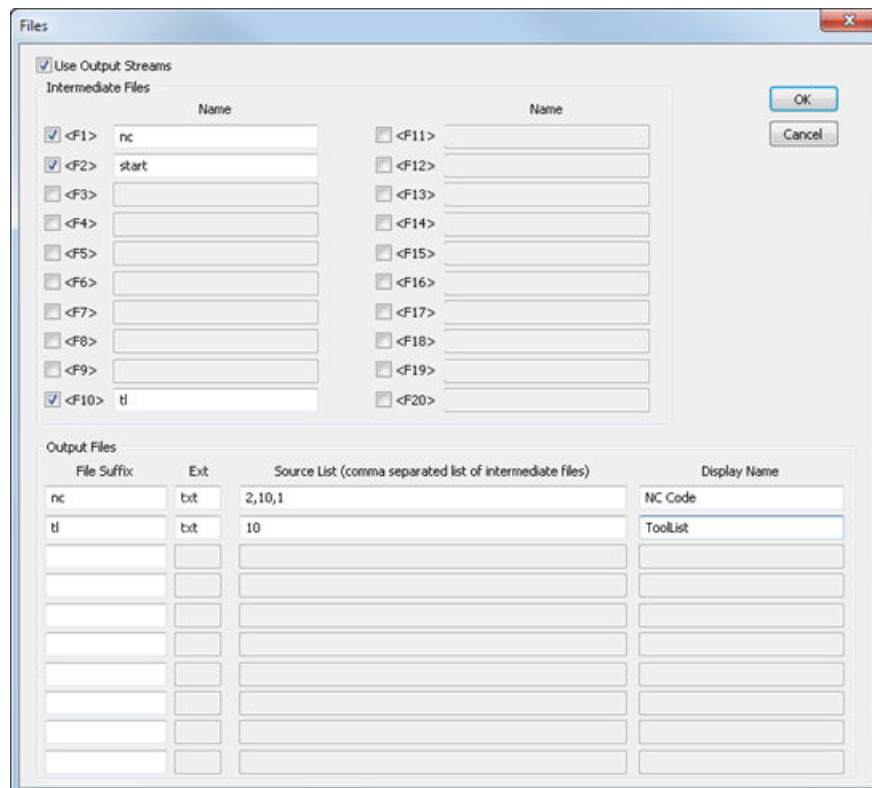 Files
Use Output Streams
Intermediate Files
Name Name
<F1> nc <F11>
<F2> start <F12>
<F3> <F13>
<F4> <F14>
<F5> <F15>
<F6> <F16>
<F7> <F17>
<F8> <F18>
<F9> <F19>
<F10> tl <F20>
OK
Cancel
Output Files
File Suffix Ext Source List (comma separated list of intermediate files) Display Name
nc txt 2,10,1 NC Code
tl txt 10 ToolList